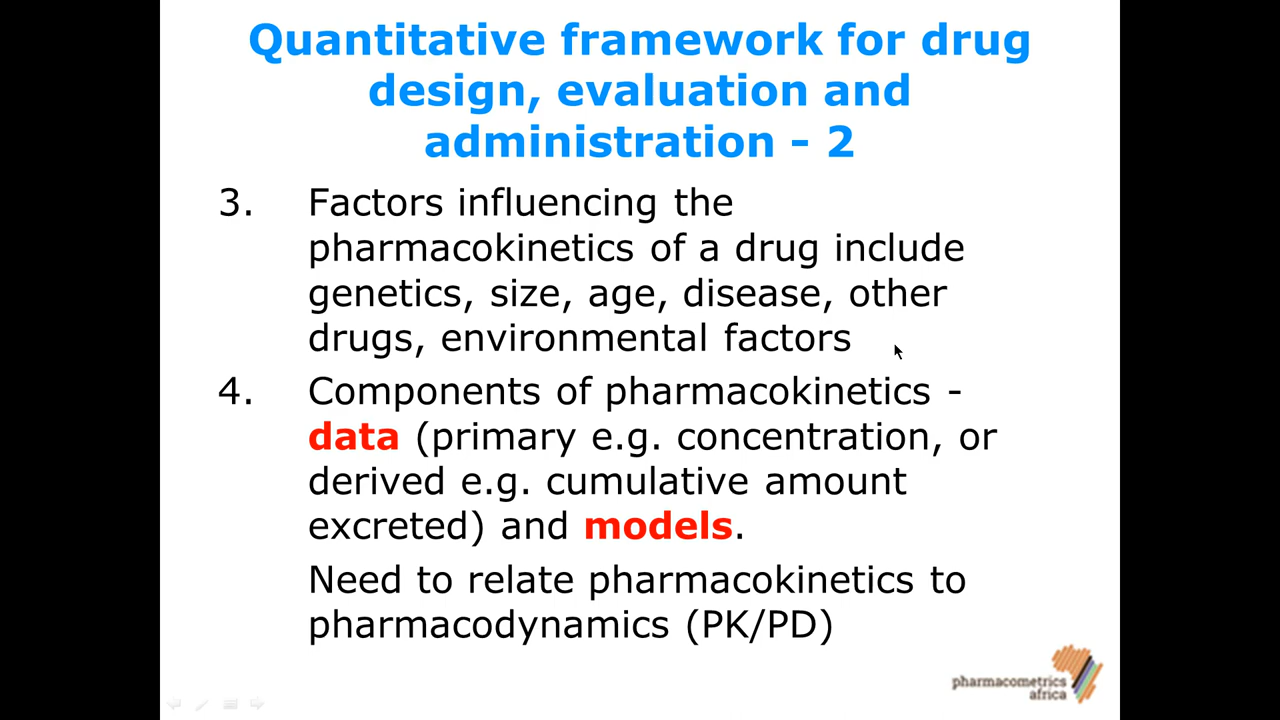 Quantitative framework for drug
design, evaluation and
administration - 2
3. Factors influencing the
pharmacokinetics of a drug include
genetics, size, age, disease, other
drugs, environmental factors
4. Components of pharmacokinetics -
data (primary e.g. concentration, or
derived e.g. cumulative amount
excreted) and models.
Need to relate pharmacokinetics to
pharmacodynamics (PK/PD)
pharmacometrics
africa